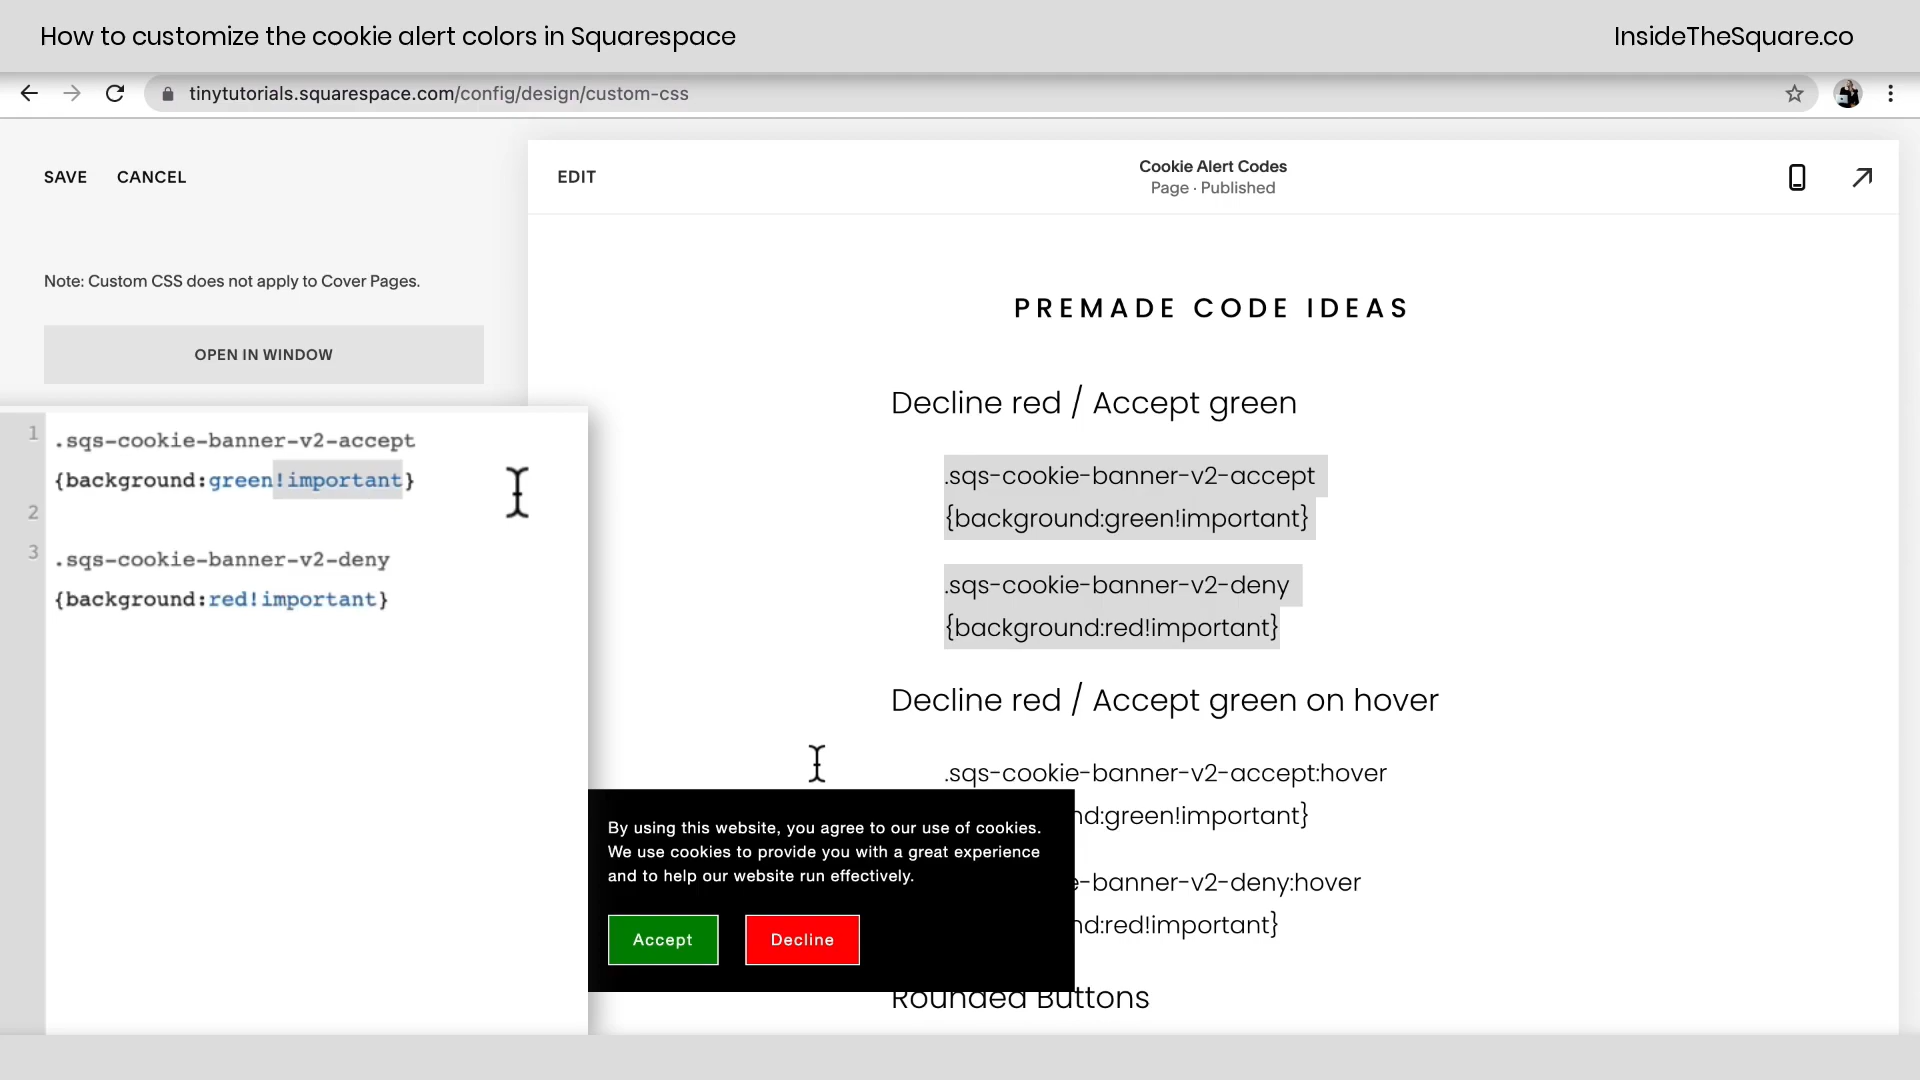 How to customize the cookie alert colors in Squarespace
InsideTheSquare.co
tinytutorials.squarespace.com/config/design/custom-css
SAVE
CANCEL
EDIT
Cookie Alert Codes
Page · Published
Note: Custom CSS does not apply to Cover Pages.
OPEN IN WINDOW
1
.sqs-cookie-banner-v2-accept
{background:green!important}
2
3
.sqs-cookie-banner-v2-deny
{background:red!important}
PREMADE CODE IDEAS
Decline red / Accept green
.sqs-cookie-banner-v2-accept
{background:green!important}
.sqs-cookie-banner-v2-deny
{background:red!important}
Decline red / Accept green on hover
.sqs-cookie-banner-v2-accept:hover
nd:green!important}
-banner-v2-deny:hover
nd:red!important}
Rounded Buttons
By using this website, you agree to our use of cookies.
We use cookies to provide you with a great experience
and to help our website run effectively.
Accept
Decline